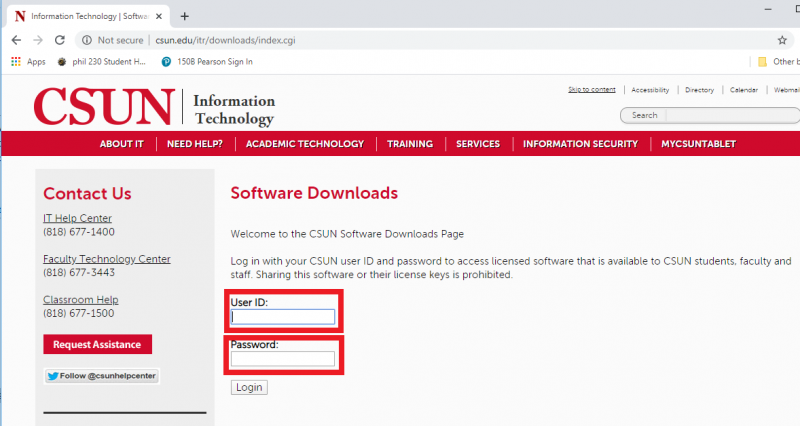 Information Technology | Softwa
Not secure | csun.edu/itr/downloads/index.cgi
Apps phil 230 Student H... 150B Pearson Sign In Other b
CSUN Information Technology
Skip to content Accessibility Directory Calendar Webmail
Search
ABOUT IT NEED HELP? ACADEMIC TECHNOLOGY TRAINING SERVICES INFORMATION SECURITY MYCSUNTABLET
Contact Us
IT Help Center
(818) 677-1400
Faculty Technology Center
(818) 677-3443
Classroom Help
(818) 677-1500
Request Assistance
Follow @csunhelpcenter
Software Downloads
Welcome to the CSUN Software Downloads Page
Log in with your CSUN user ID and password to access licensed software that is available to CSUN students, faculty and
staff. Sharing this software or their license keys is prohibited.
User ID:
Password:
Login